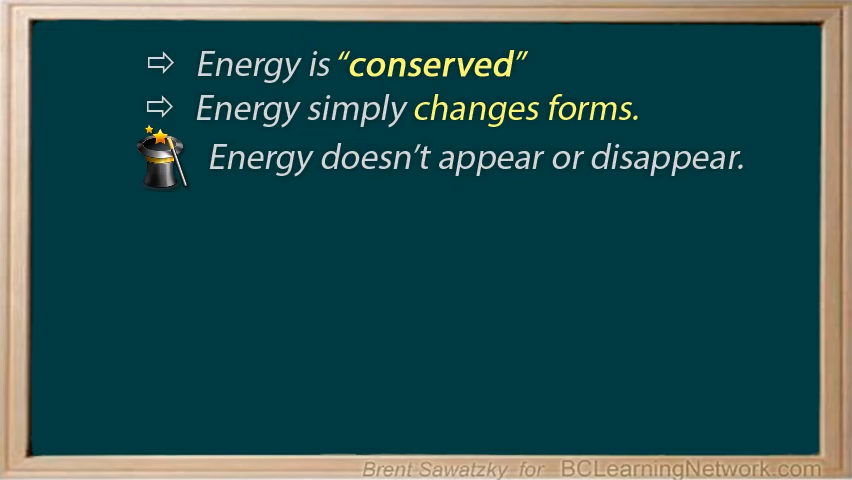 ⇨ Energy is “conserved”
⇨ Energy simply changes forms.
Energy doesn’t appear or disappear.
Brent Sawatzky for BCLearningNetwork.com